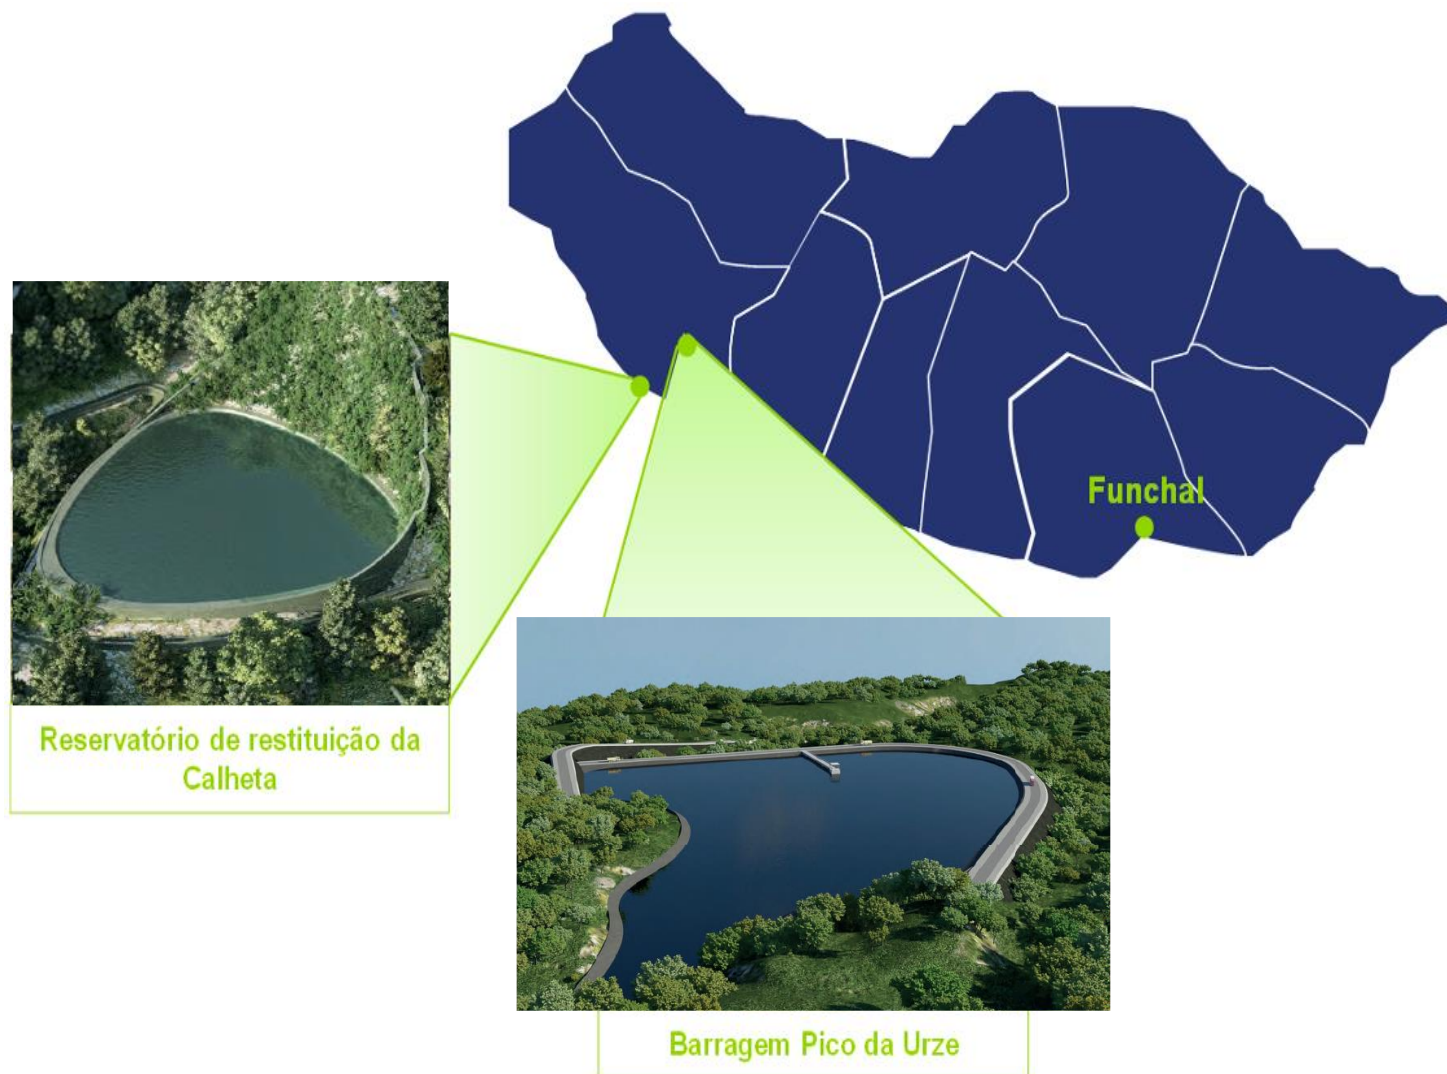 Funchal
Reservatório de restituição da
Calheta
Barragem Pico da Urze